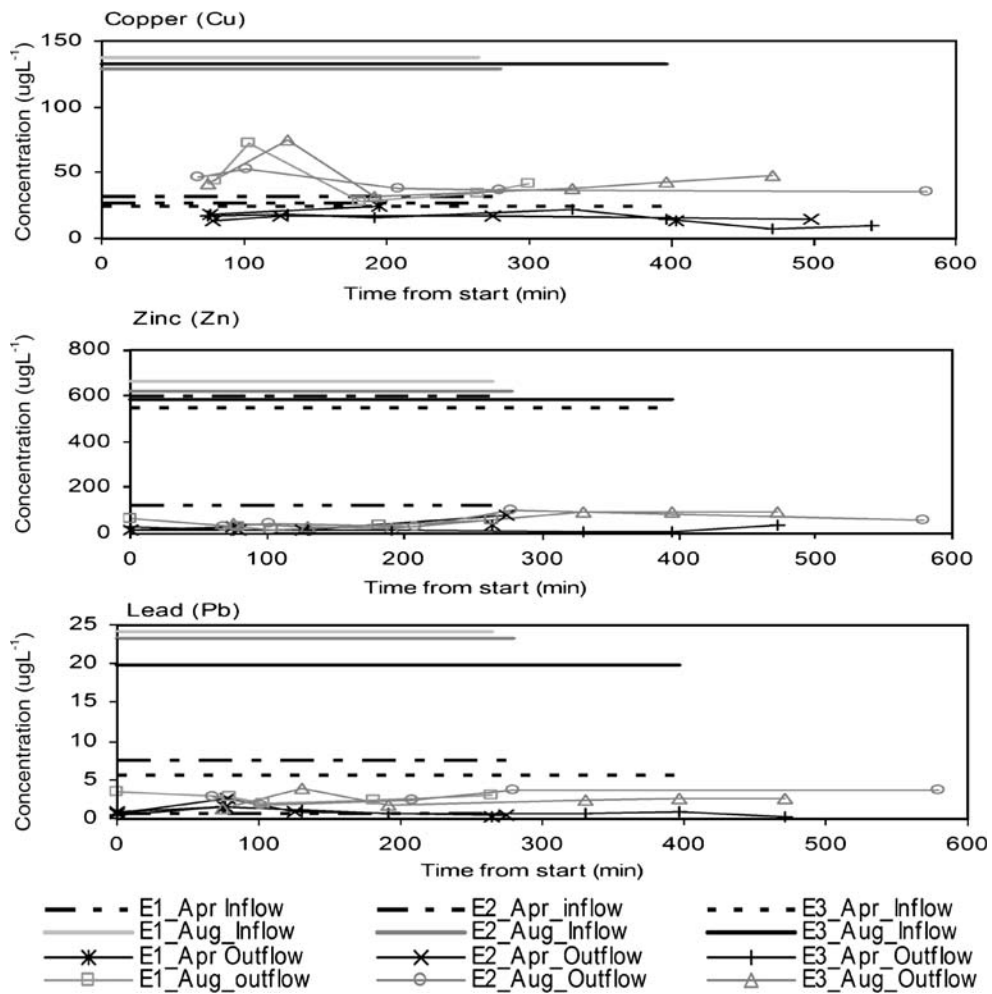 Copper (Cu)
Concentration (ugL-1)
150
100
50
0
0 100 200 300 400 500 600
Time from start (min)
Zinc (Zn)
Concentration (ugL-1)
800
600
400
200
0
0 100 200 300 400 500 600
Time from start (min)
Lead (Pb)
Concentration (ugL-1)
25
20
15
10
5
0
0 100 200 300 400 500 600
Time from start (min)
E1_Apr Inflow E2_Apr_inflow E3_Apr_Inflow
E1_Aug_Inflow E2_Aug_Inflow E3_Aug_Inflow
E1_Apr Outflow E2_Apr_Outflow E3_Apr_Outflow
E1_Aug_outflow E2_Aug_Outflow E3_Aug_Outflow